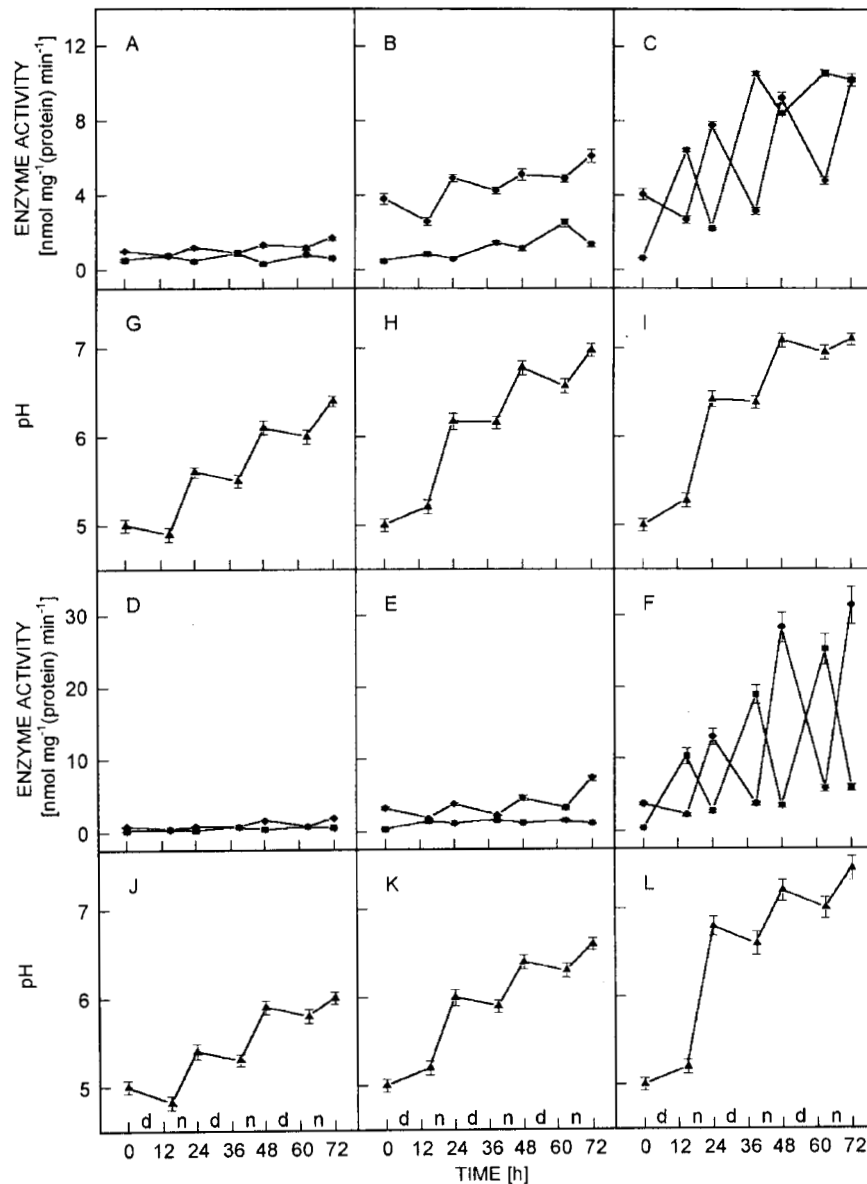 ENZYME ACTIVITY
[nmol mg⁻¹(protein) min⁻¹]
12
8
4
0
A
B
C
pH
7
6
5
G
H
I
ENZYME ACTIVITY
[nmol mg⁻¹(protein) min⁻¹]
30
20
10
0
D
E
F
pH
7
6
5
J
K
L
d n d n d n d n d n d n d n d n d n
0 12 24 36 48 60 72 0 12 24 36 48 60 72 0 12 24 36 48 60 72
TIME [h]